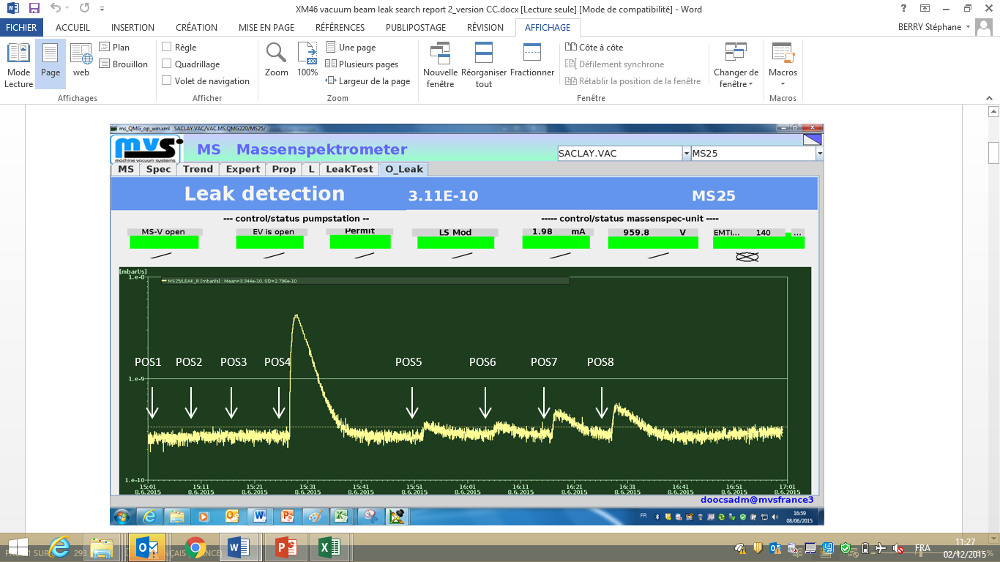 XM46 vacuum beam leak search report 2_version CC.docx [Lecture seule] [Mode de compatibilité] - Word
FICHIER ACCUEIL INSERTION CRÉATION MISE EN PAGE RÉFÉRENCES PUBLIPOSTAGE RÉVISION AFFICHAGE BERRY Stéphane
Mode Lecture
Page
web
Plan
Brouillon
Affichages
Règle
Quadrillage
Volet de navigation
Afficher
Zoom
100%
Une page
Plusieurs pages
Largeur de la page
Zoom
Nouvelle fenêtre
Réorganiser tout
Fractionner
Côte à côte
Défilement synchrone
Rétablir la position de la fenêtre
Fenêtre
Changer de fenêtre
Macros
Macros
ms_QMG_op_win.xml SACLAY.VAC/VAC.MS.QMG220/MS25/
mvs
machine vacuum systems
MS Massenspektrometer
SACLAY.VAC MS25
MS Spec Trend Expert Prop L LeakTest O_Leak
Leak detection 3.11E-10 MS25
--- control/status pumpstation -- ----- control/status massenspec-unit ----
MS-V open EV is open Permit LS Mod 1.98 mA 959.8 V EMTi... 140 ...
[mbarl/s]
1.e-8
MS25/LEAK_R [mbarl/s] : Mean=3.344e-10, SD=2.796e-10
POS1 POS2 POS3 POS4 POS5 POS6 POS7 POS8
1.e-9
1.e-10
15:01 15:11 15:21 15:31 15:41 15:51 16:01 16:11 16:21 16:31 16:41 16:51 17:01
8.6.2015 8.6.2015 8.6.2015 8.6.2015 8.6.2015 8.6.2015 8.6.2015 8.6.2015 8.6.2015 8.6.2015 8.6.2015 8.6.2015 8.6.2015
doocsadm@mvsfrance3
FR 16:59
08/06/2015
293
FRA 11:27
02/12/2015